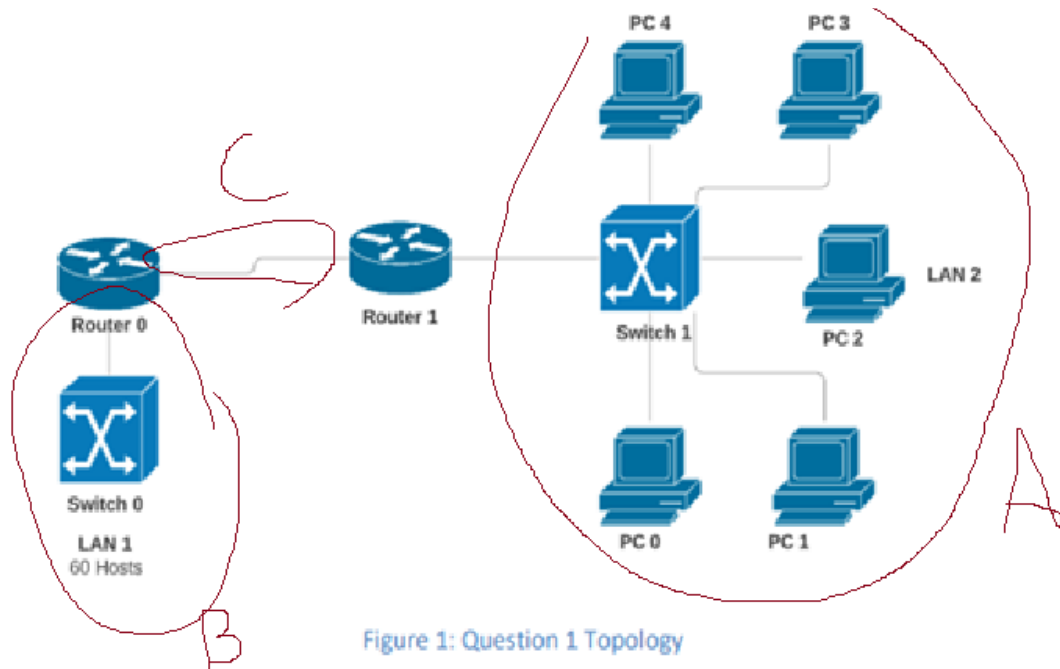 PC 4
PC 3
C
Router 0
Router 1
Switch 1
LAN 2
PC 2
Switch 0
LAN 1
60 Hosts
PC 0
PC 1
A
B
Figure 1: Question 1 Topology